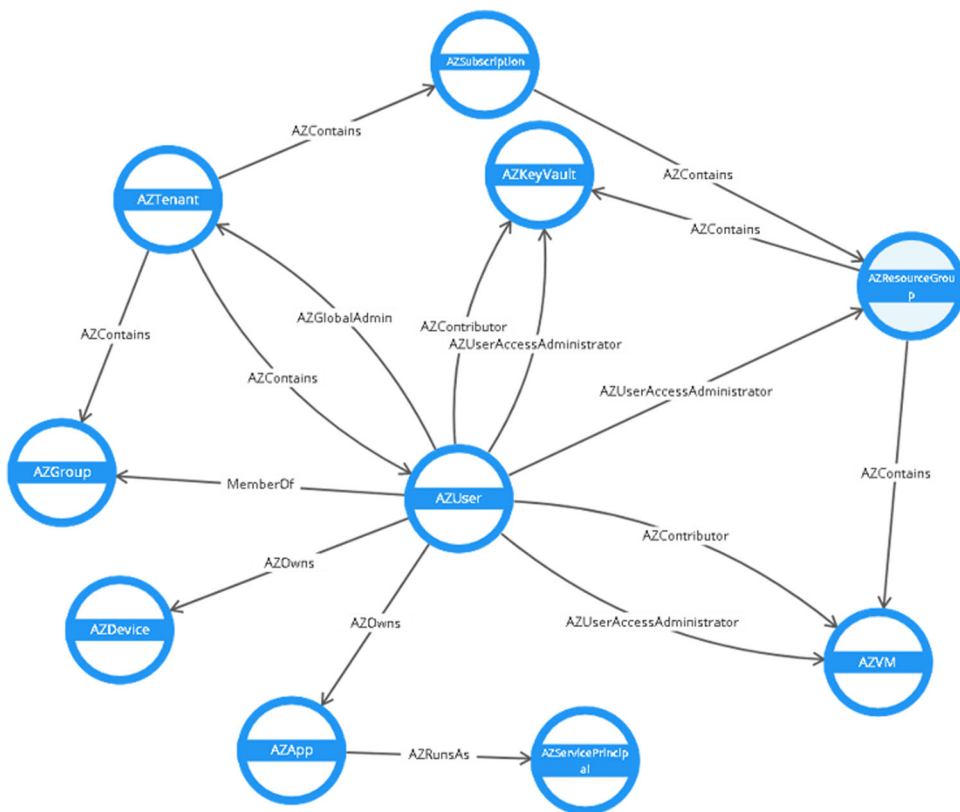 AZSubscription
AZContains
AZKeyVault
AZContains
AZTenant
AZContains
AZResourceGrou
p
AZGlobalAdmin
AZContributor
AZUserAccessAdministrator
AZContains
AZContains
AZUserAccessAdministrator
AZGroup
AZContains
MemberOf
AZUser
AZContributor
AZOwns
AZOwns
AZUserAccessAdministrator
AZDevice
AZVM
AZApp
AZRunsAs
AZServicePrincip
al